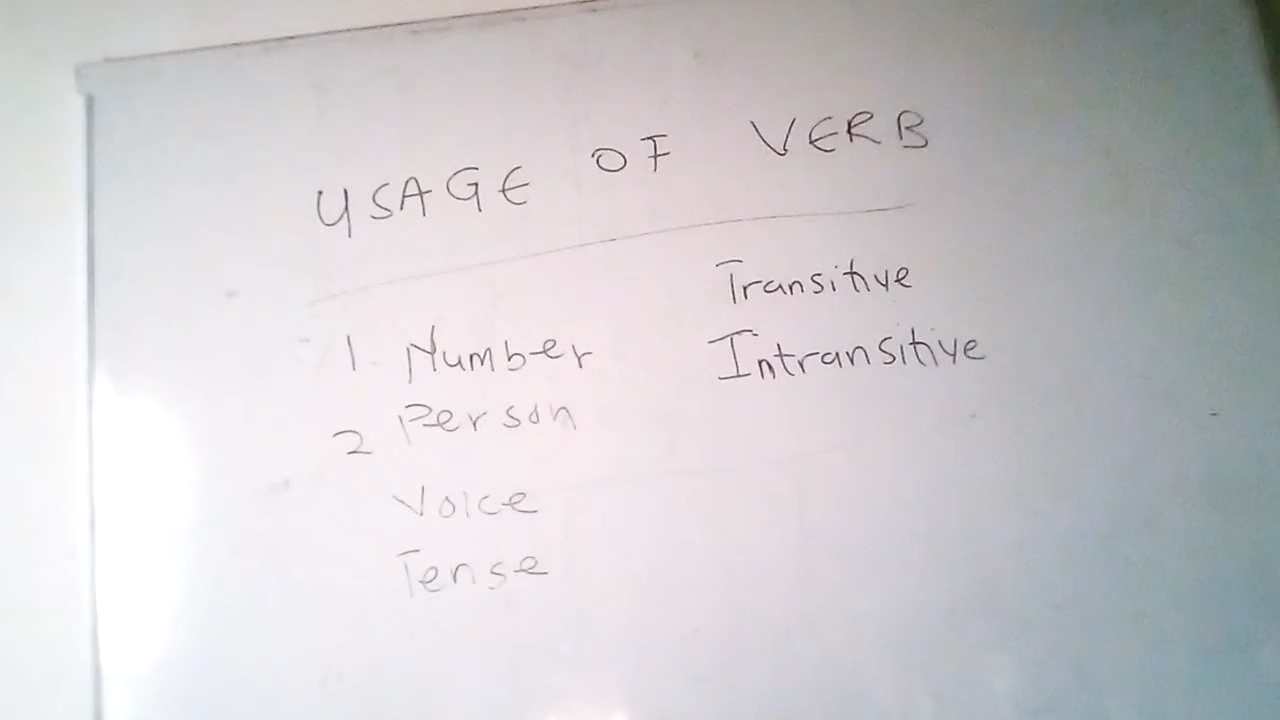 USAGE OF VERB
1. Number
2 Person
Voice
Tense
Transitive
Intransitive